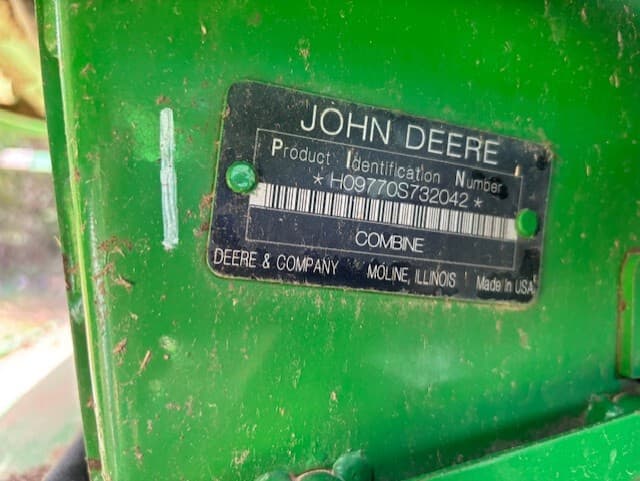 JOHN DEERE
Product Identification Number
* H09770S732042 *
COMBINE
DEERE & COMPANY MOLINE, ILLINOIS Made in USA